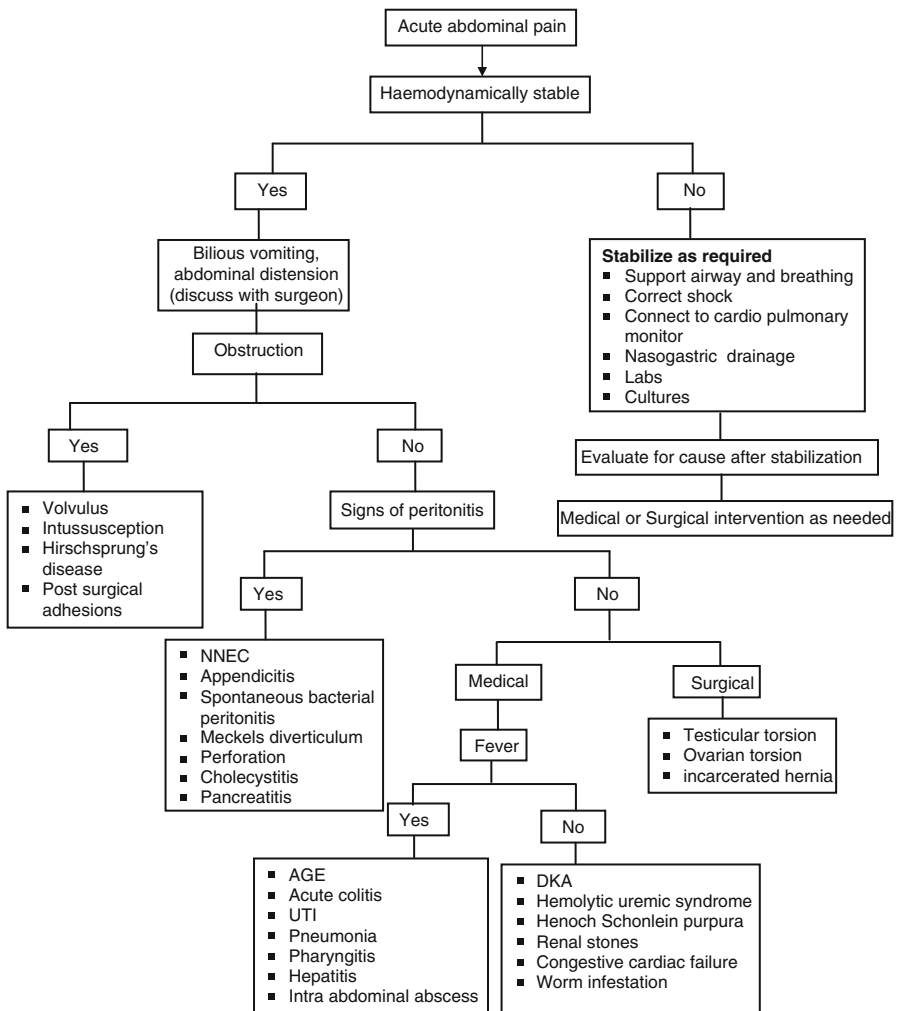 Acute abdominal pain
Haemodynamically stable
Yes
No
Bilious vomiting,
abdominal distension
(discuss with surgeon)
Stabilize as required
▪ Support airway and breathing
▪ Correct shock
▪ Connect to cardio pulmonary
monitor
▪ Nasogastric drainage
▪ Labs
▪ Cultures
Obstruction
Yes
No
Evaluate for cause after stabilization
Medical or Surgical intervention as needed
▪ Volvulus
▪ Intussusception
▪ Hirschsprung's
disease
▪ Post surgical
adhesions
Signs of peritonitis
Yes
No
▪ NNEC
▪ Appendicitis
▪ Spontaneous bacterial
peritonitis
▪ Meckels diverticulum
▪ Perforation
▪ Cholecystitis
▪ Pancreatitis
Medical
Surgical
Fever
▪ Testicular torsion
▪ Ovarian torsion
▪ incarcerated hernia
Yes
No
▪ AGE
▪ Acute colitis
▪ UTI
▪ Pneumonia
▪ Pharyngitis
▪ Hepatitis
▪ Intra abdominal abscess
▪ DKA
▪ Hemolytic uremic syndrome
▪ Henoch Schonlein purpura
▪ Renal stones
▪ Congestive cardiac failure
▪ Worm infestation